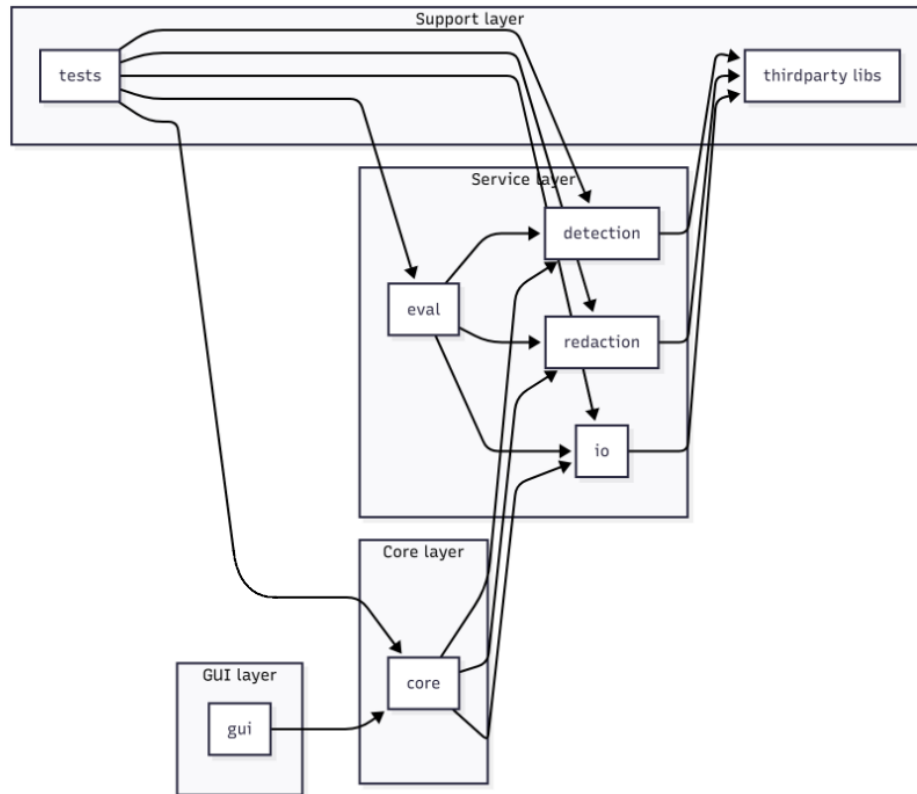 Support layer
tests
thirdparty libs
Service layer
detection
eval
redaction
io
Core layer
core
GUI layer
gui